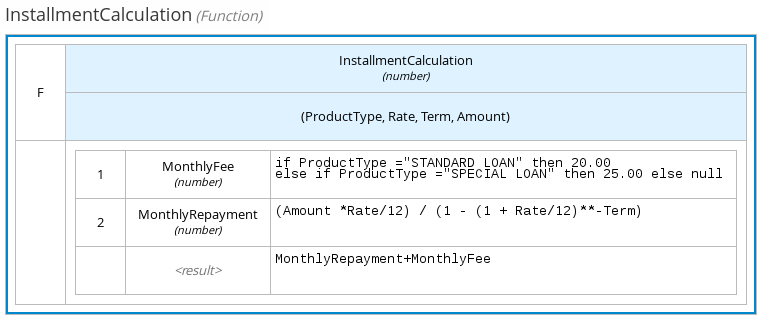 InstallmentCalculation (Function)
F
InstallmentCalculation
(number)
(ProductType, Rate, Term, Amount)
1
MonthlyFee
(number)
if ProductType ="STANDARD LOAN" then 20.00
else if ProductType ="SPECIAL LOAN" then 25.00 else null
2
MonthlyRepayment
(number)
(Amount *Rate/12) / (1 - (1 + Rate/12)**-Term)
<result>
MonthlyRepayment+MonthlyFee